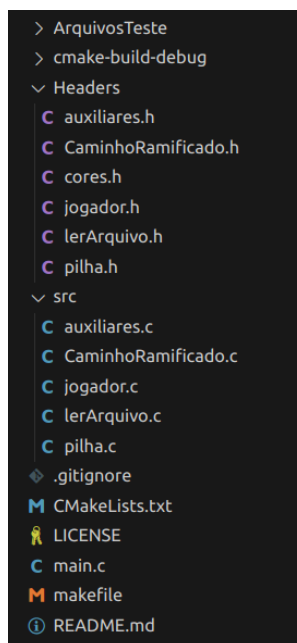 ArquivosTeste
cmake-build-debug
Headers
C auxiliares.h
C CaminhoRamificado.h
C cores.h
C jogador.h
C lerArquivo.h
C pilha.h
src
C auxiliares.c
C CaminhoRamificado.c
C jogador.c
C lerArquivo.c
C pilha.c
.gitignore
M CMakeLists.txt
LICENSE
C main.c
M makefile
README.md